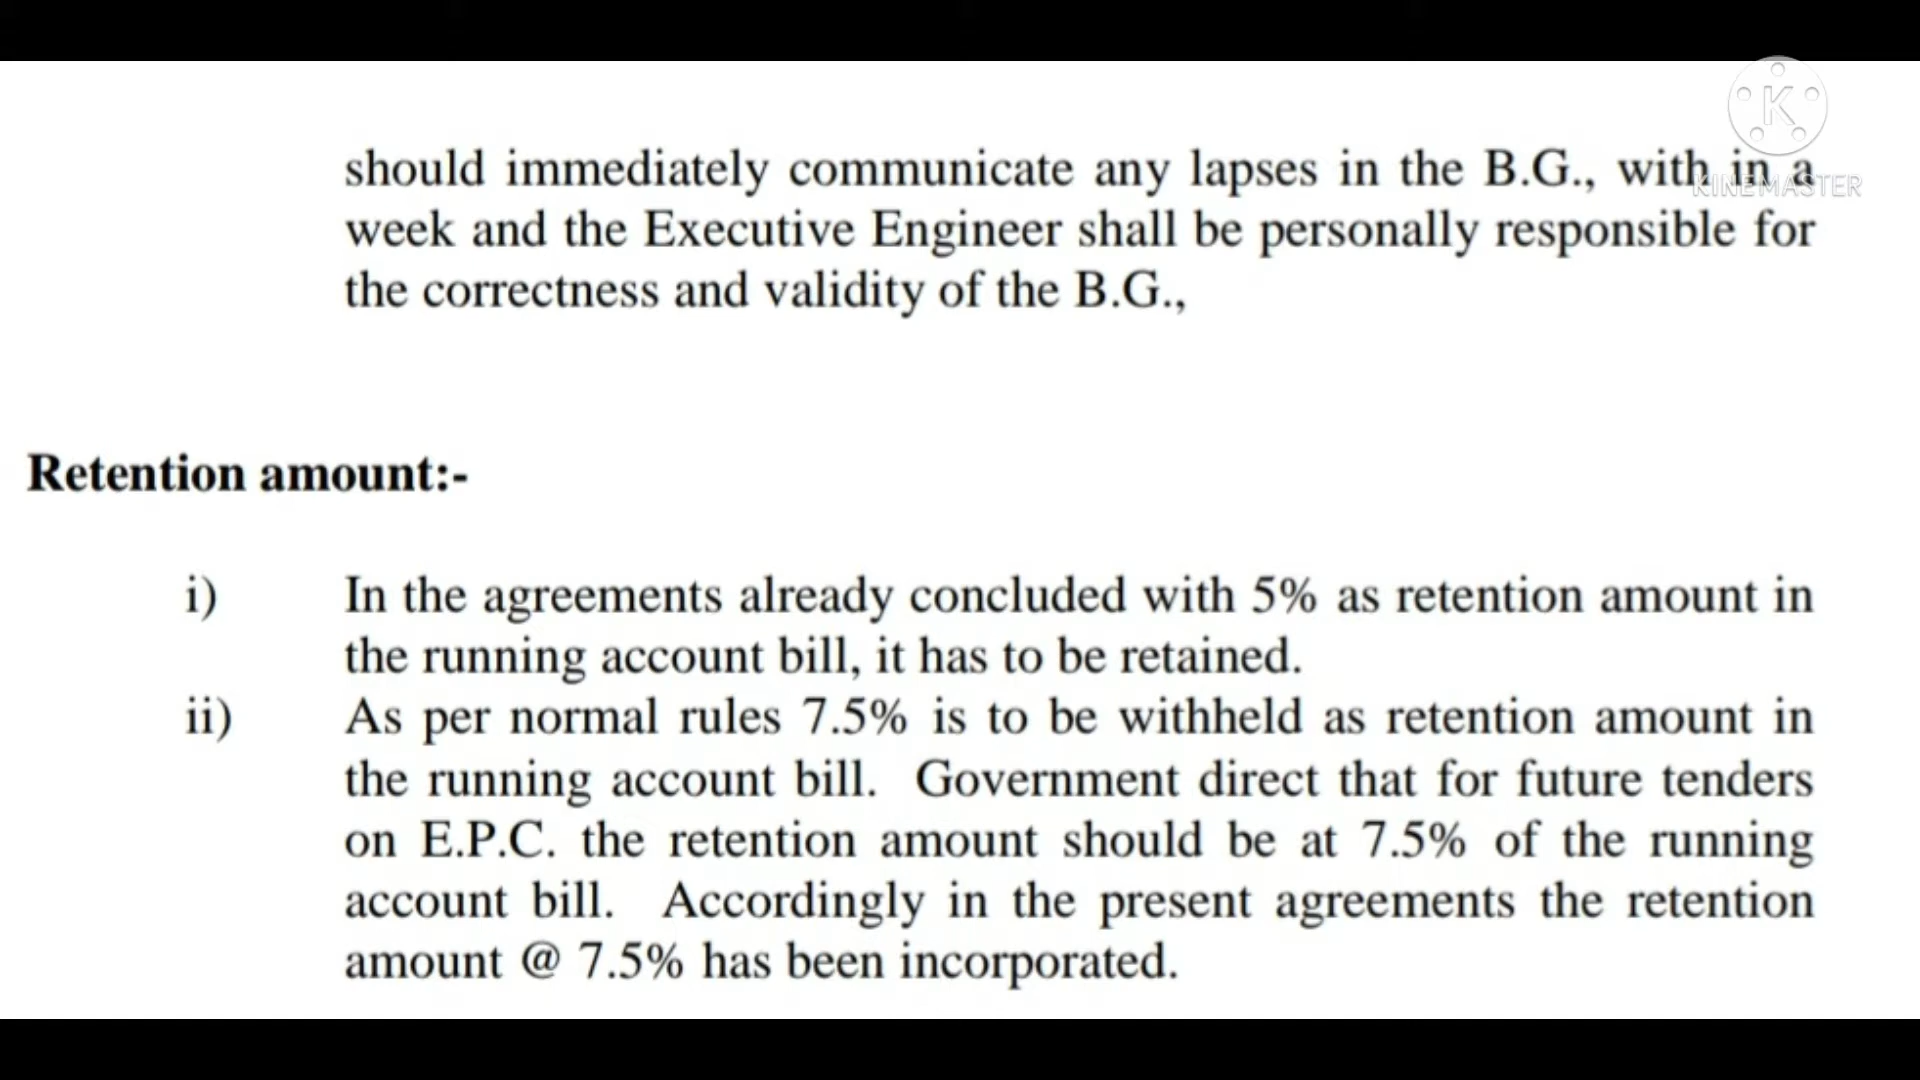 K
KINEMASTER
should immediately communicate any lapses in the B.G., with in a
week and the Executive Engineer shall be personally responsible for
the correctness and validity of the B.G.,
Retention amount:-
i) In the agreements already concluded with 5% as retention amount in
the running account bill, it has to be retained.
ii) As per normal rules 7.5% is to be withheld as retention amount in
the running account bill. Government direct that for future tenders
on E.P.C. the retention amount should be at 7.5% of the running
account bill. Accordingly in the present agreements the retention
amount @ 7.5% has been incorporated.